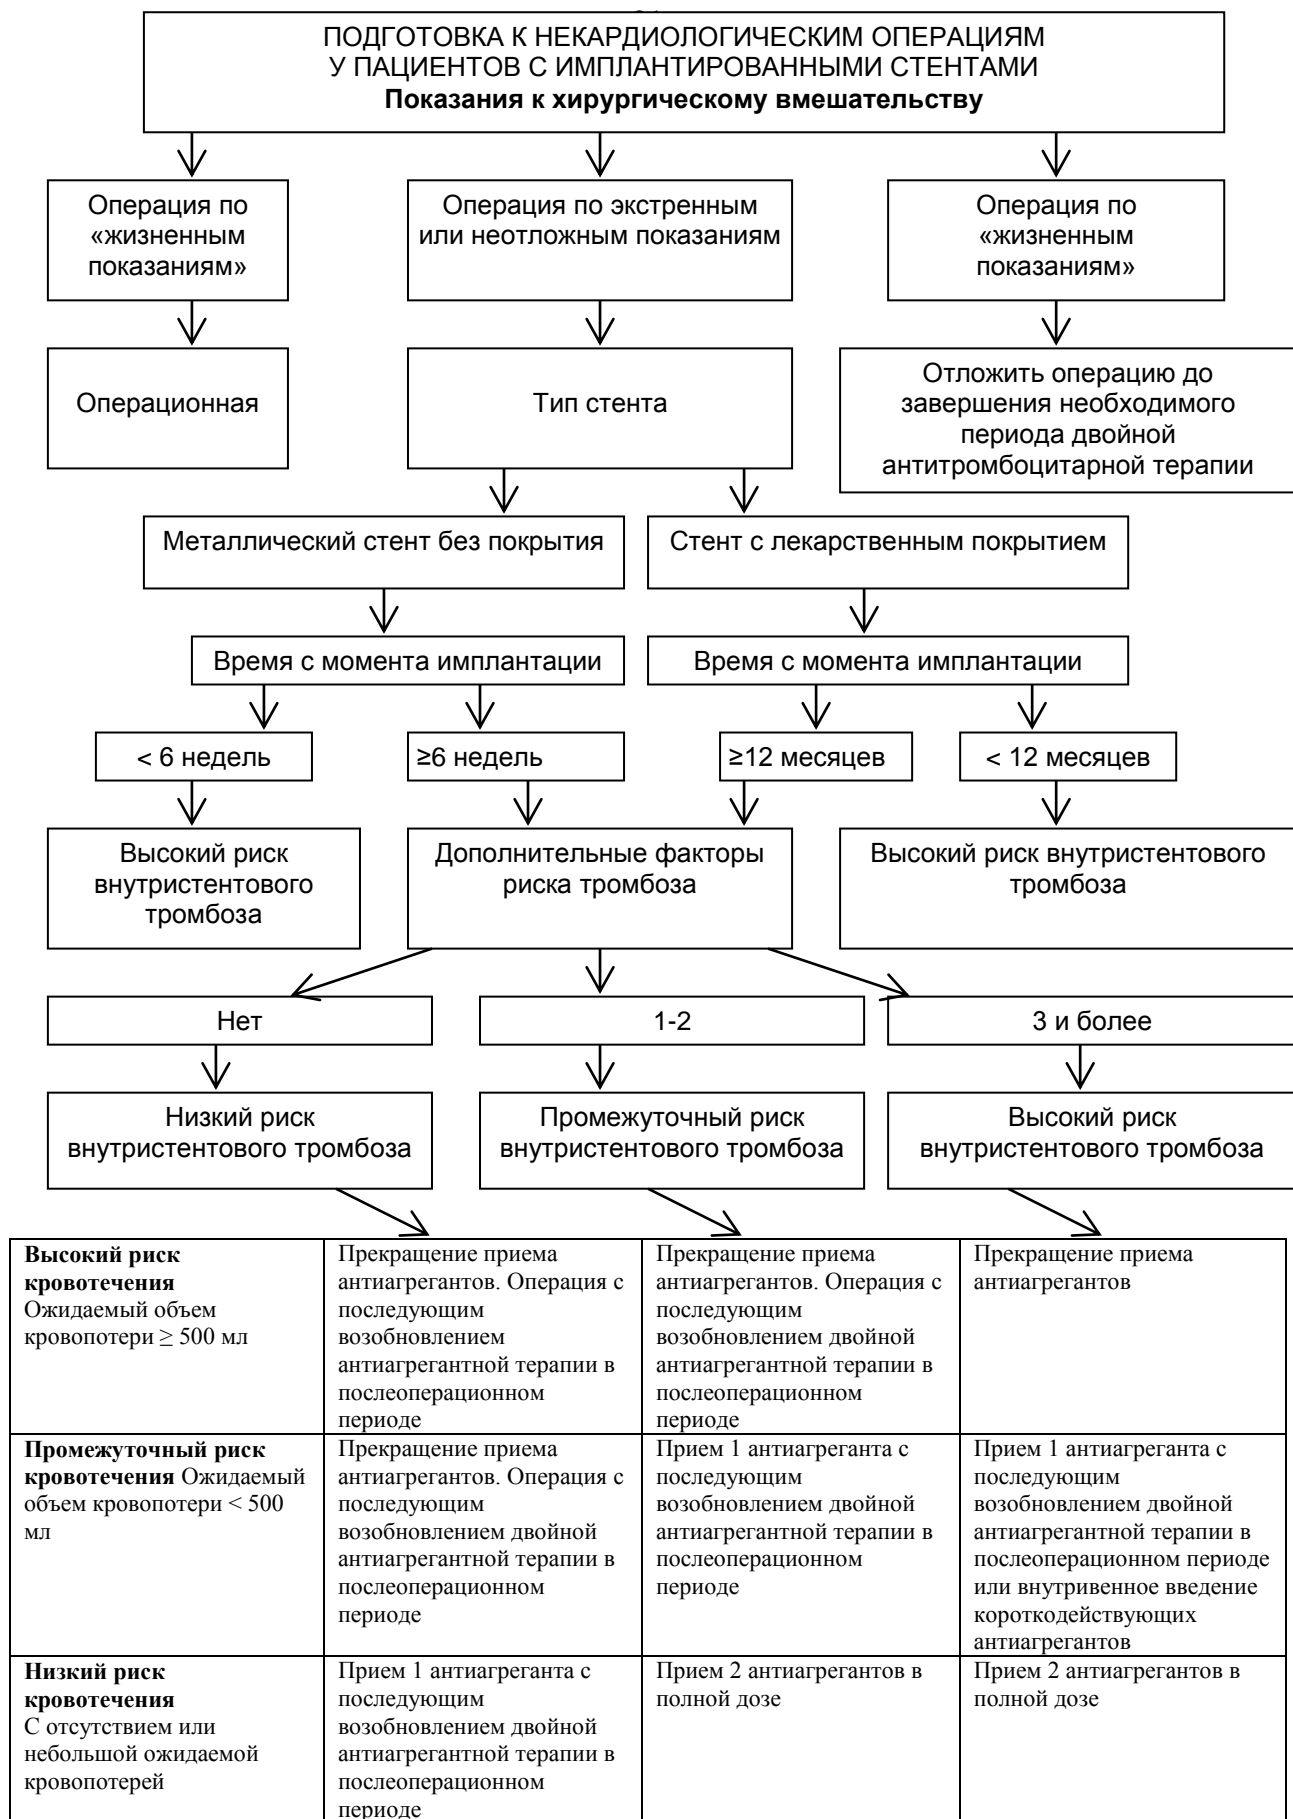 ПОДГОТОВКА К НЕКАРДИОЛОГИЧЕСКИМ ОПЕРАЦИЯМ
У ПАЦИЕНТОВ С ИМПЛАНТИРОВАННЫМИ СТЕНТАМИ
Показания к хирургическому вмешательству
Операция по
«жизненным
показаниям»
Операция по экстренным
или неотложным показаниям
Операция по
«жизненным
показаниям»
Операционная
Тип стента
Отложить операцию до
завершения необходимого
периода двойной
антитромбоцитарной терапии
Металлический стент без покрытия
Стент с лекарственным покрытием
Время с момента имплантации
Время с момента имплантации
< 6 недель
≥6 недель
≥12 месяцев
< 12 месяцев
Высокий риск
внутристентового
тромбоза
Дополнительные факторы
риска тромбоза
Высокий риск внутристентового
тромбоза
Нет
1-2
3 и более
Низкий риск
внутристентового тромбоза
Промежуточный риск
внутристентового тромбоза
Высокий риск
внутристентового тромбоза
Высокий риск
кровотечения
Ожидаемый объем
кровопотери ≥ 500 мл
Прекращение приема
антиагрегантов. Операция с
последующим
возобновлением
антиагрегантной терапии в
послеоперационном
периоде
Прекращение приема
антиагрегантов. Операция с
последующим
возобновлением двойной
антиагрегантной терапии в
послеоперационном
периоде
Прекращение приема
антиагрегантов
Промежуточный риск
кровотечения Ожидаемый
объем кровопотери < 500
мл
Прекращение приема
антиагрегантов. Операция с
последующим
возобновлением двойной
антиагрегантной терапии в
послеоперационном
периоде
Прием 1 антиагреганта с
последующим
возобновлением двойной
антиагрегантной терапии в
послеоперационном
периоде
Прием 1 антиагреганта с
последующим
возобновлением двойной
антиагрегантной терапии в
послеоперационном периоде
или внутривенное введение
короткодействующих
антиагрегантов
Низкий риск
кровотечения
С отсутствием или
небольшой ожидаемой
кровопотерей
Прием 1 антиагреганта с
последующим
возобновлением двойной
антиагрегантной терапии в
послеоперационном
периоде
Прием 2 антиагрегантов в
полной дозе
Прием 2 антиагрегантов в
полной дозе